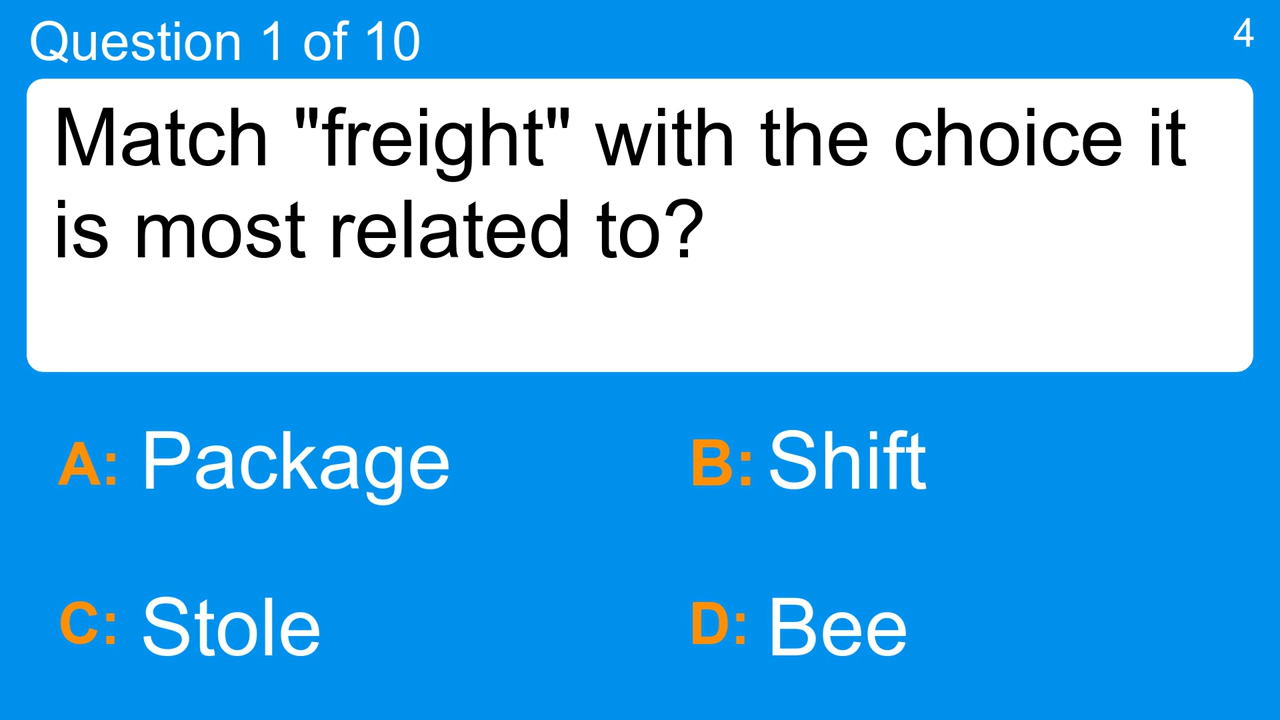 Question 1 of 10
4
Match "freight" with the choice it
is most related to?
A: Package
B: Shift
C: Stole
D: Bee